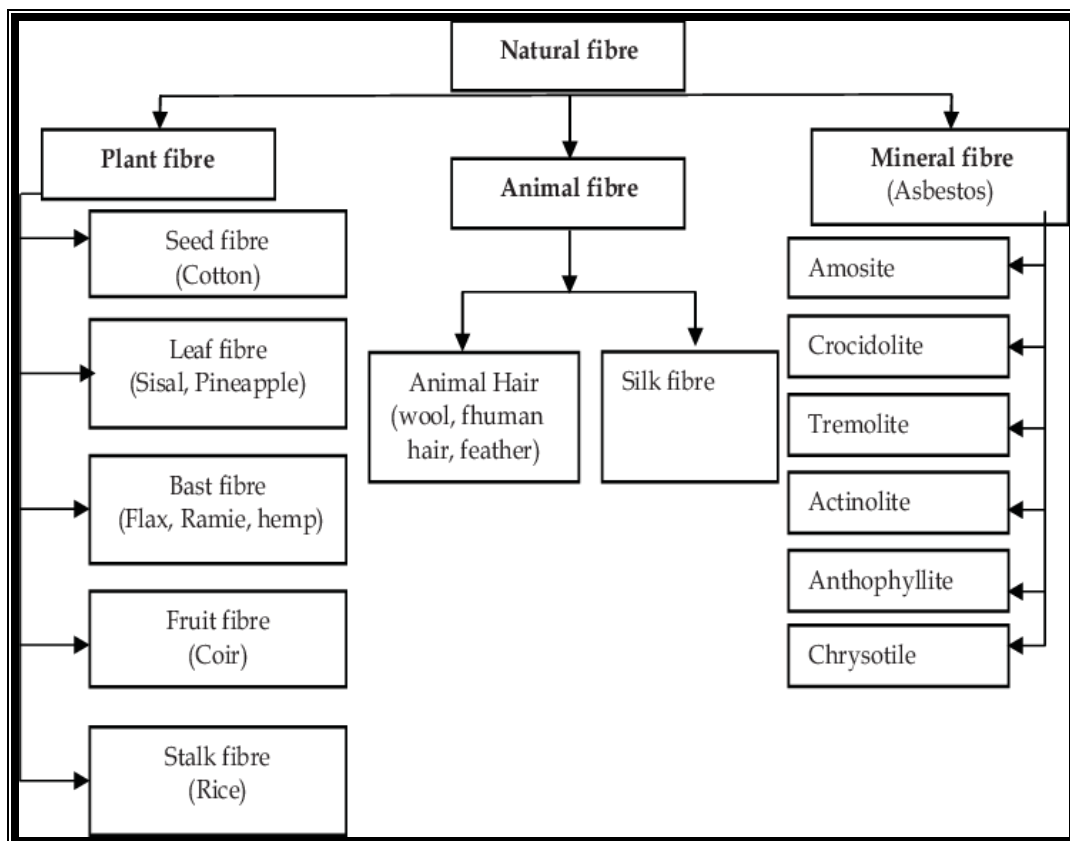 Natural fibre
Plant fibre
Seed fibre
(Cotton)
Leaf fibre
(Sisal, Pineapple)
Bast fibre
(Flax, Ramie, hemp)
Fruit fibre
(Coir)
Stalk fibre
(Rice)
Animal fibre
Animal Hair
(wool, fhuman
hair, feather)
Silk fibre
Mineral fibre
(Asbestos)
Amosite
Crocidolite
Tremolite
Actinolite
Anthophyllite
Chrysotile